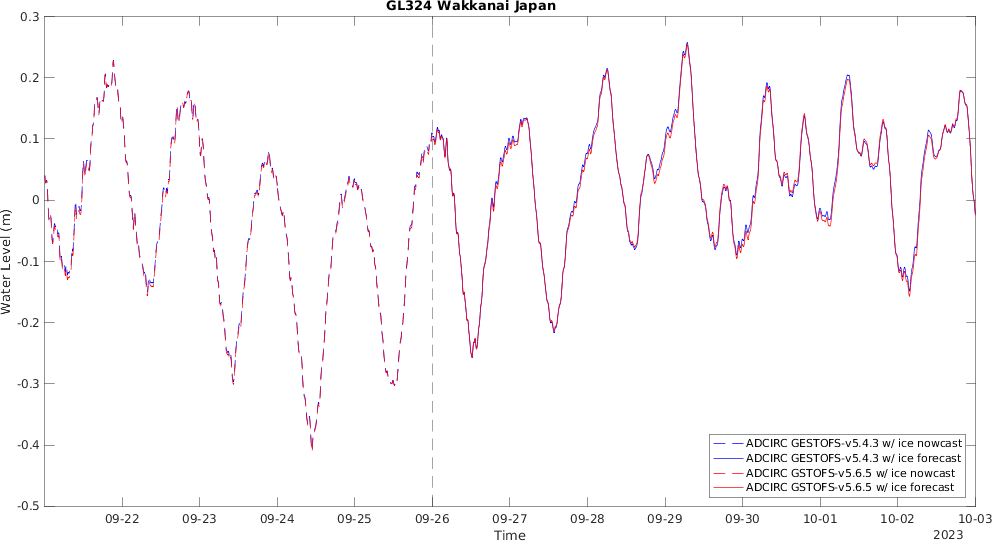 GL324 Wakkanai Japan
0.3
0.2
0.1
0
-0.1
-0.2
-0.3
-0.4
-0.5
Water Level (m)
ADCIRC GESTOFS-v5.4.3 w/ ice nowcast
ADCIRC GESTOFS-v5.4.3 w/ ice forecast
ADCIRC GSTOFS-v5.6.5 w/ ice nowcast
ADCIRC GSTOFS-v5.6.5 w/ ice forecast
09-22 09-23 09-24 09-25 09-26 09-27 09-28 09-29 09-30 10-01 10-02 10-03
Time
2023